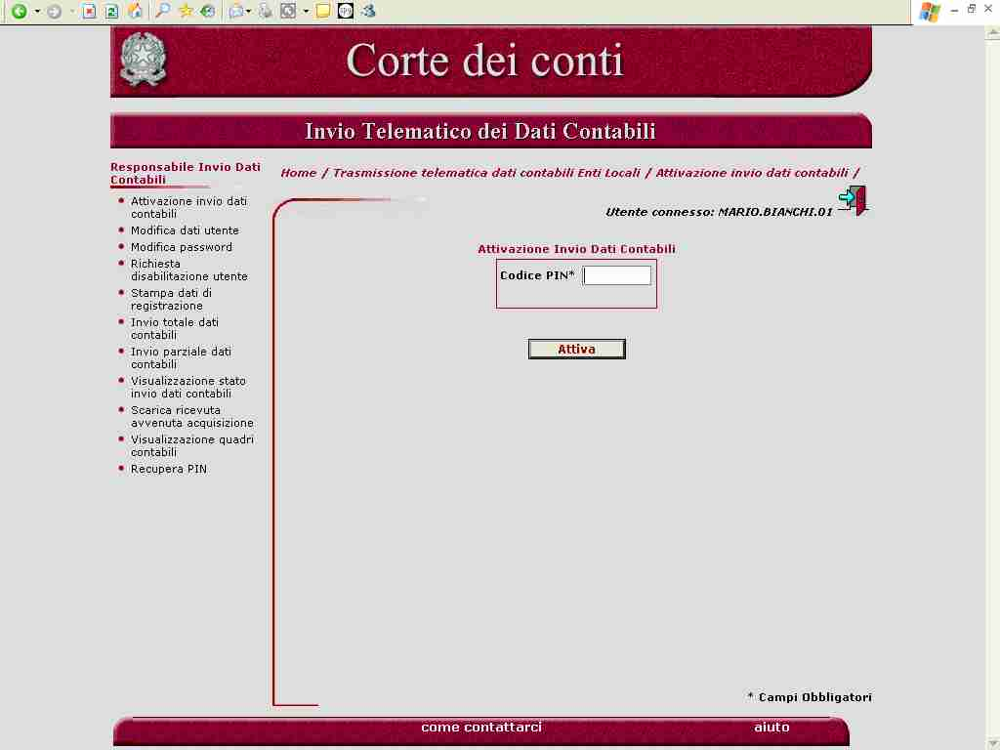 Corte dei conti
Invio Telematico dei Dati Contabili
Responsabile Invio Dati
Contabili
Attivazione invio dati
contabili
Modifica dati utente
Modifica password
Richiesta
disabilitazione utente
Stampa dati di
registrazione
Invio totale dati
contabili
Invio parziale dati
contabili
Visualizzazione stato
invio dati contabili
Scarica ricevuta
avvenuta acquisizione
Visualizzazione quadri
contabili
Recupera PIN
Home / Trasmissione telematica dati contabili Enti Locali / Attivazione invio dati contabili /
Utente connesso: MARIO.BIANCHI.01
Attivazione Invio Dati Contabili
Codice PIN*
Attiva
* Campi Obbligatori
come contattarci
aiuto